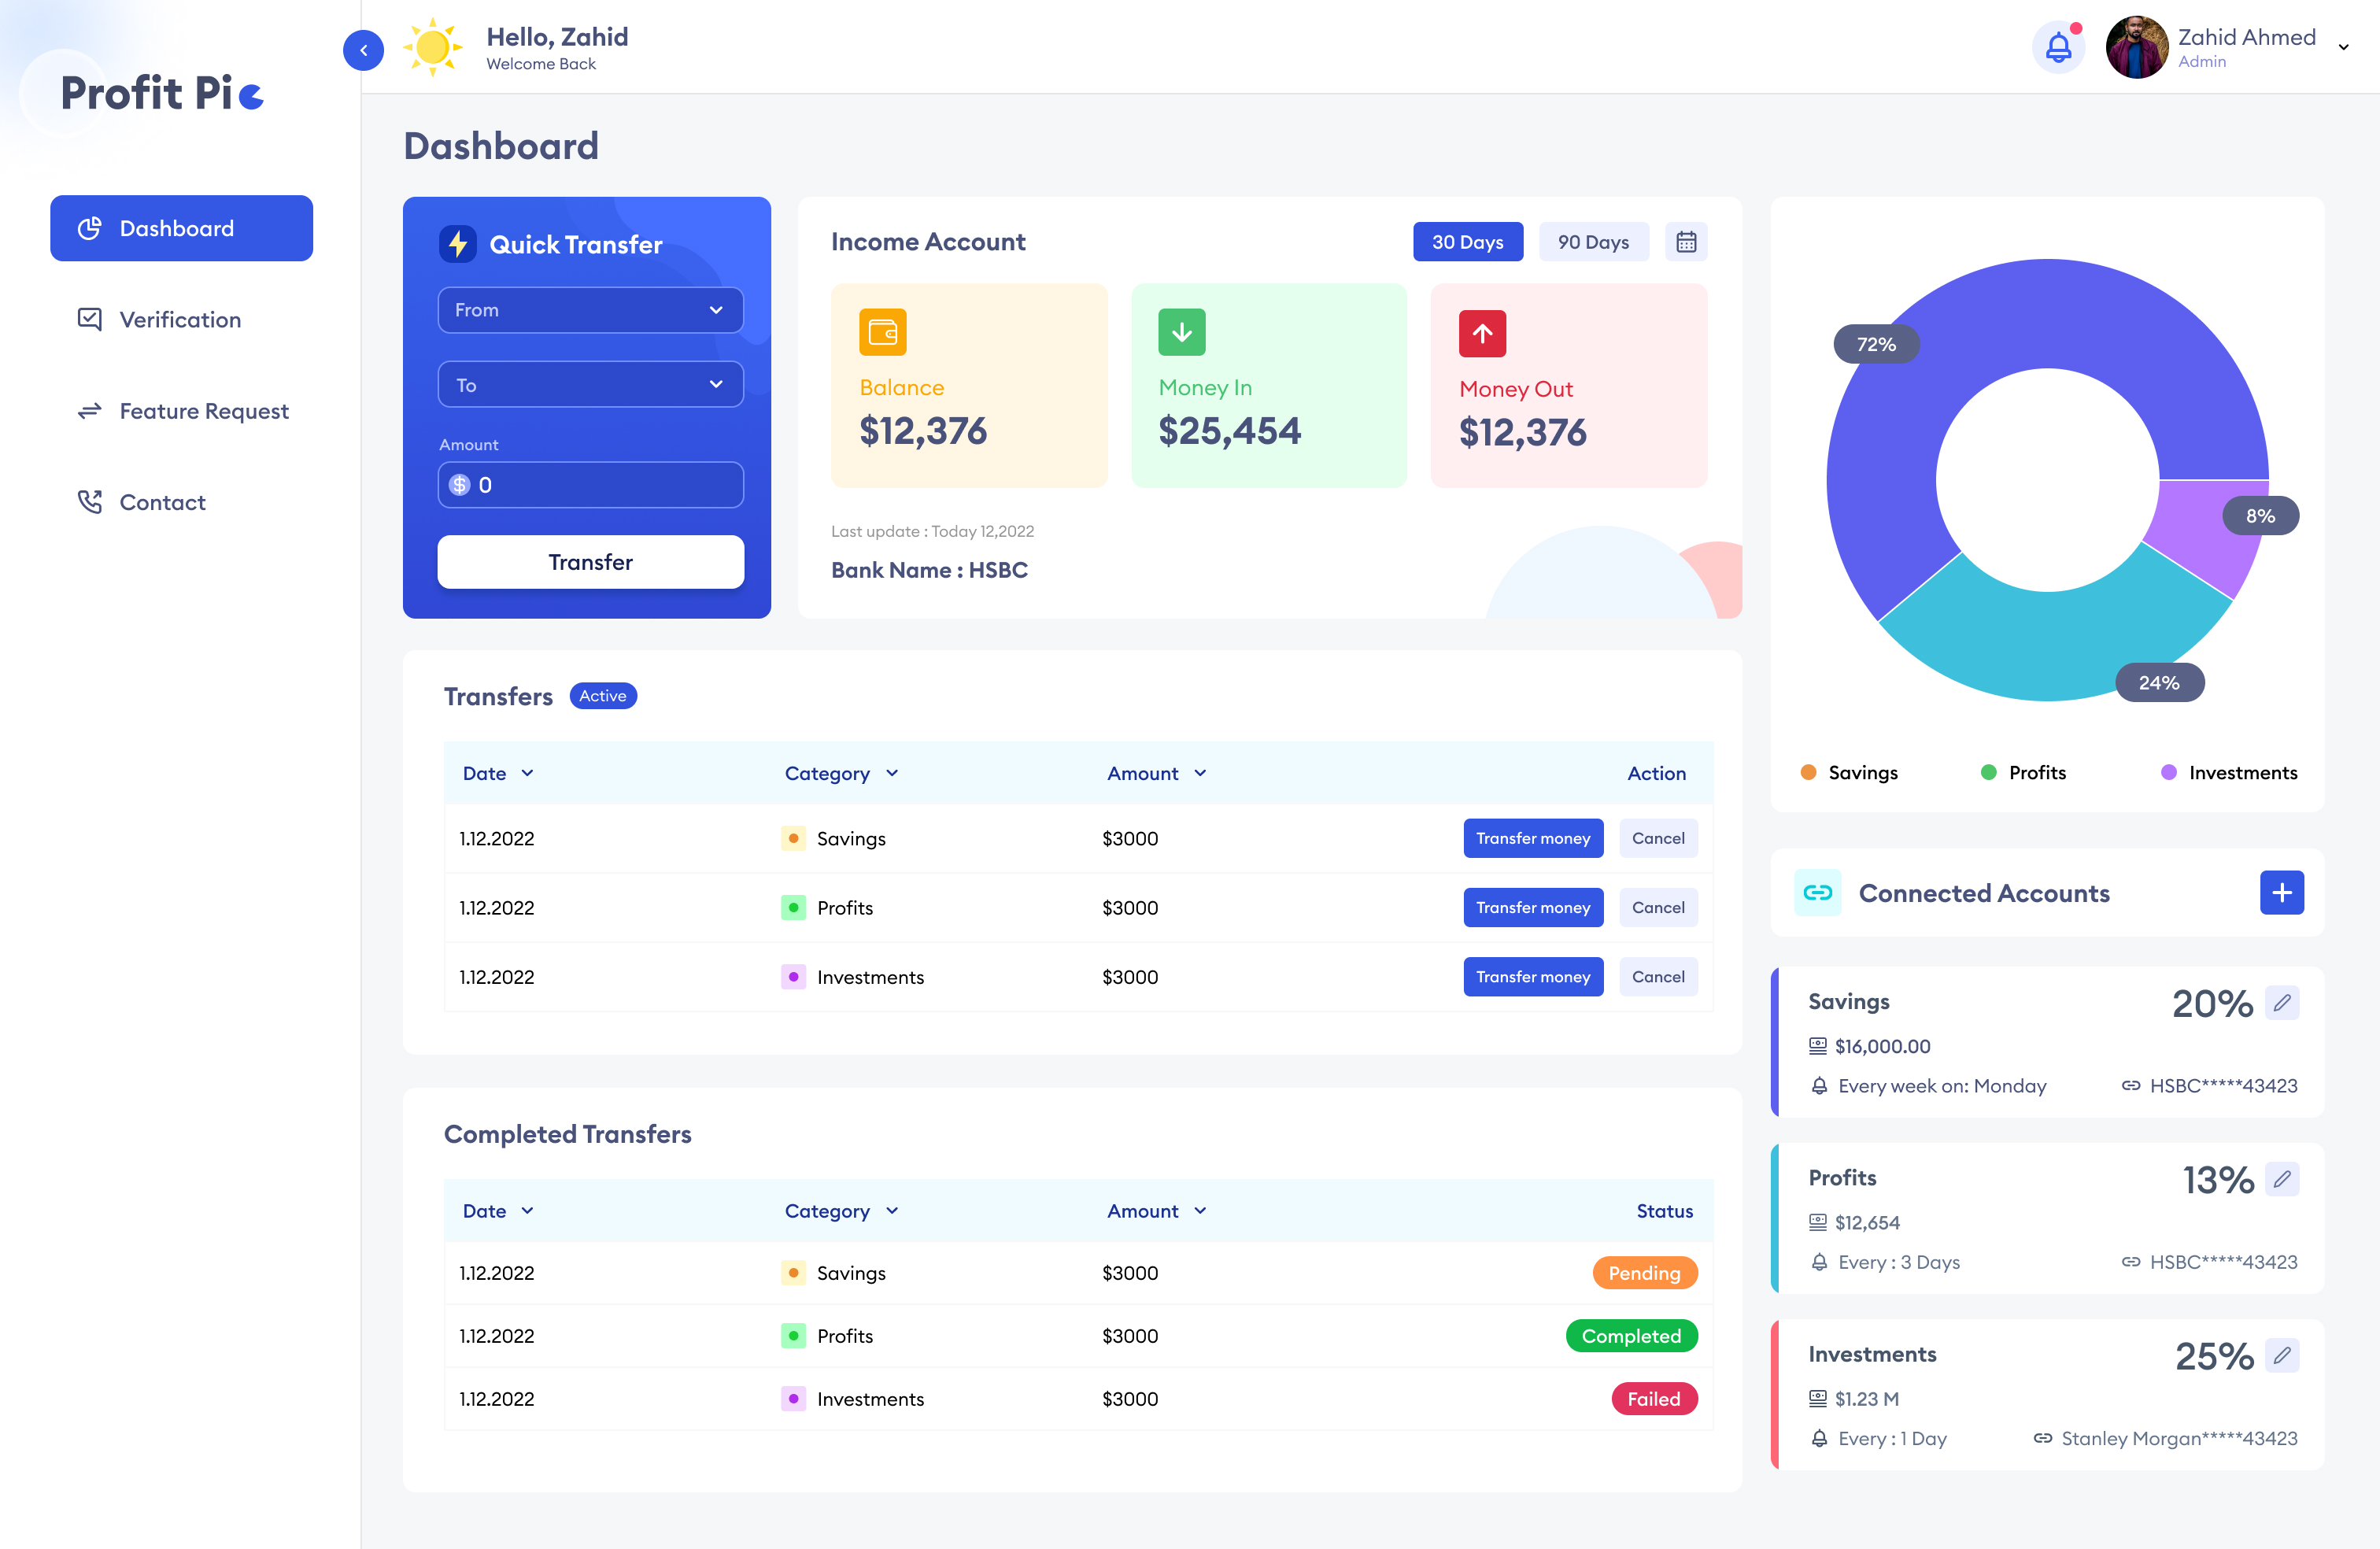 Profit Pi
Dashboard
Verification
Feature Request
Contact
Hello, Zahid
Welcome Back
Zahid Ahmed
Admin
Dashboard
Quick Transfer
From
To
Amount
$ 0
Transfer
Income Account
30 Days
90 Days
Balance
$12,376
Money In
$25,454
Money Out
$12,376
Last update : Today 12,2022
Bank Name : HSBC
72%
8%
24%
Savings
Profits
Investments
Transfers
Active
Date
Category
Amount
Action
1.12.2022
Savings
$3000
Transfer money
Cancel
1.12.2022
Profits
$3000
Transfer money
Cancel
1.12.2022
Investments
$3000
Transfer money
Cancel
Completed Transfers
Date
Category
Amount
Status
1.12.2022
Savings
$3000
Pending
1.12.2022
Profits
$3000
Completed
1.12.2022
Investments
$3000
Failed
Connected Accounts
Savings
20%
$16,000.00
Every week on: Monday
HSBC*****43423
Profits
13%
$12,654
Every : 3 Days
HSBC*****43423
Investments
25%
$1.23 M
Every : 1 Day
Stanley Morgan*****43423